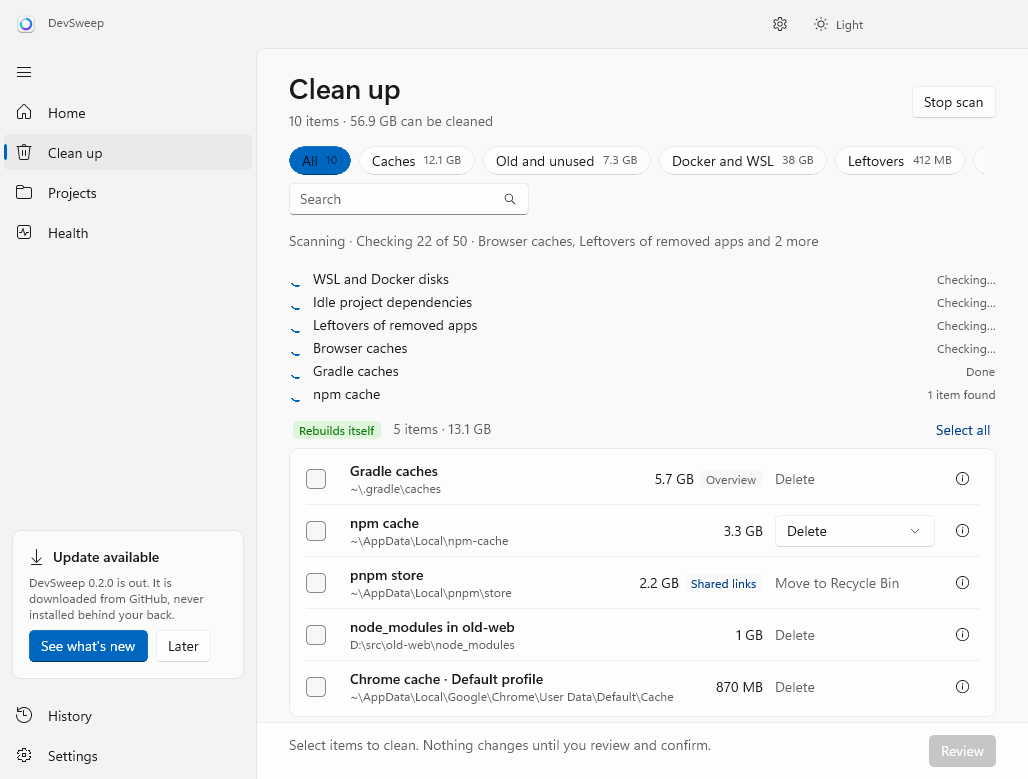 DevSweep
Light
Home
Clean up
Projects
Health
Update available
DevSweep 0.2.0 is out. It is
downloaded from GitHub, never
installed behind your back.
See what's new
Later
History
Settings
Clean up
10 items · 56.9 GB can be cleaned
Stop scan
All 10
Caches 12.1 GB
Old and unused 7.3 GB
Docker and WSL 38 GB
Leftovers 412 MB
Search
Scanning · Checking 22 of 50 · Browser caches, Leftovers of removed apps and 2 more
WSL and Docker disks Checking...
Idle project dependencies Checking...
Leftovers of removed apps Checking...
Browser caches Checking...
Gradle caches Done
npm cache 1 item found
Rebuilds itself 5 items · 13.1 GB Select all
Gradle caches
~\.gradle\caches
5.7 GB Overview Delete
npm cache
~\AppData\Local\npm-cache
3.3 GB Delete
pnpm store
~\AppData\Local\pnpm\store
2.2 GB Shared links Move to Recycle Bin
node_modules in old-web
D:\src\old-web\node_modules
1 GB Delete
Chrome cache · Default profile
~\AppData\Local\Google\Chrome\User Data\Default\Cache
870 MB Delete
Select items to clean. Nothing changes until you review and confirm.
Review